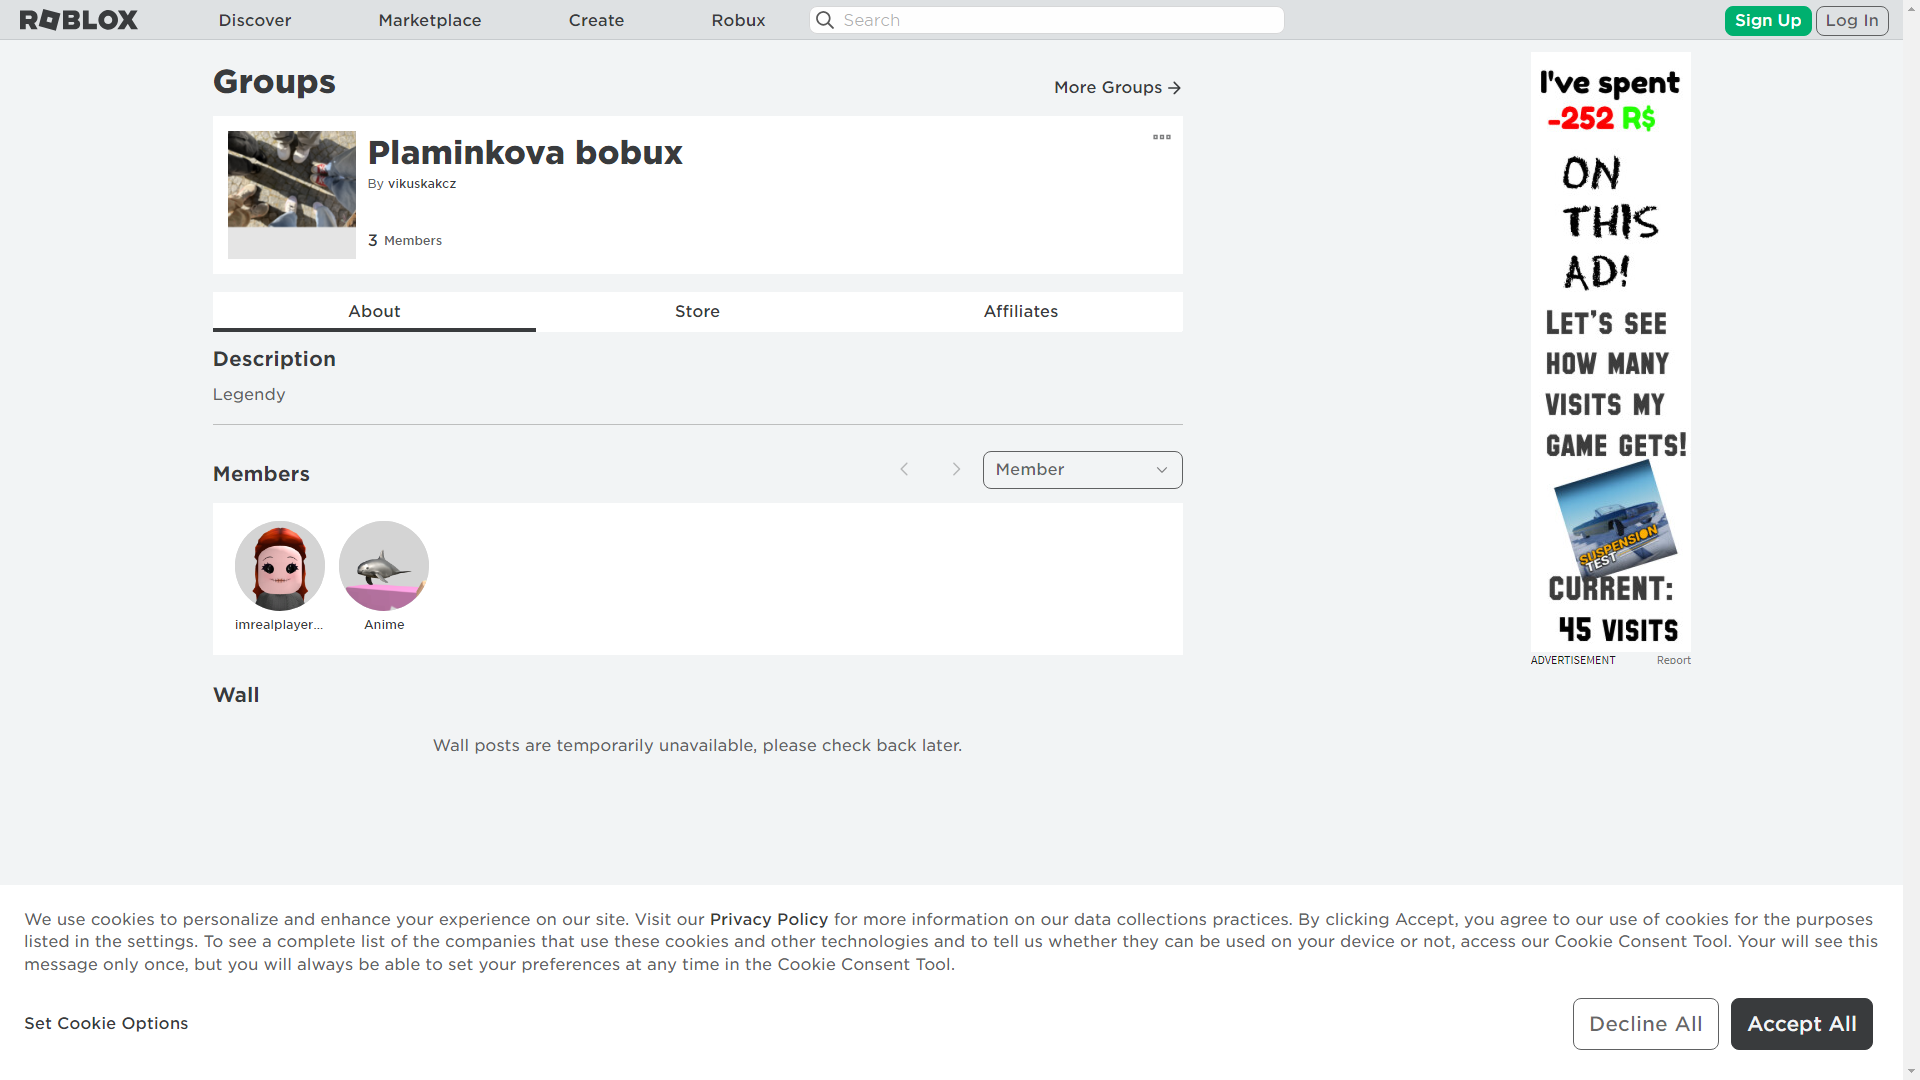 ROBLOX
Discover
Marketplace
Create
Robux
Search
Sign Up
Log In
Groups
More Groups
Plaminkova bobux
By vikuskakcz
3 Members
About
Store
Affiliates
Description
Legendy
Members
Member
imrealplayer...
Anime
Wall
Wall posts are temporarily unavailable, please check back later.
I've spent
-252 R$
ON
THIS
AD!
LET'S SEE
HOW MANY
VISITS MY
GAME GETS!
SUSPENSION
TEST
CURRENT:
45 VISITS
ADVERTISEMENT
Report
We use cookies to personalize and enhance your experience on our site. Visit our Privacy Policy for more information on our data collections practices. By clicking Accept, you agree to our use of cookies for the purposes
listed in the settings. To see a complete list of the companies that use these cookies and other technologies and to tell us whether they can be used on your device or not, access our Cookie Consent Tool. Your will see this
message only once, but you will always be able to set your preferences at any time in the Cookie Consent Tool.
Set Cookie Options
Decline All
Accept All